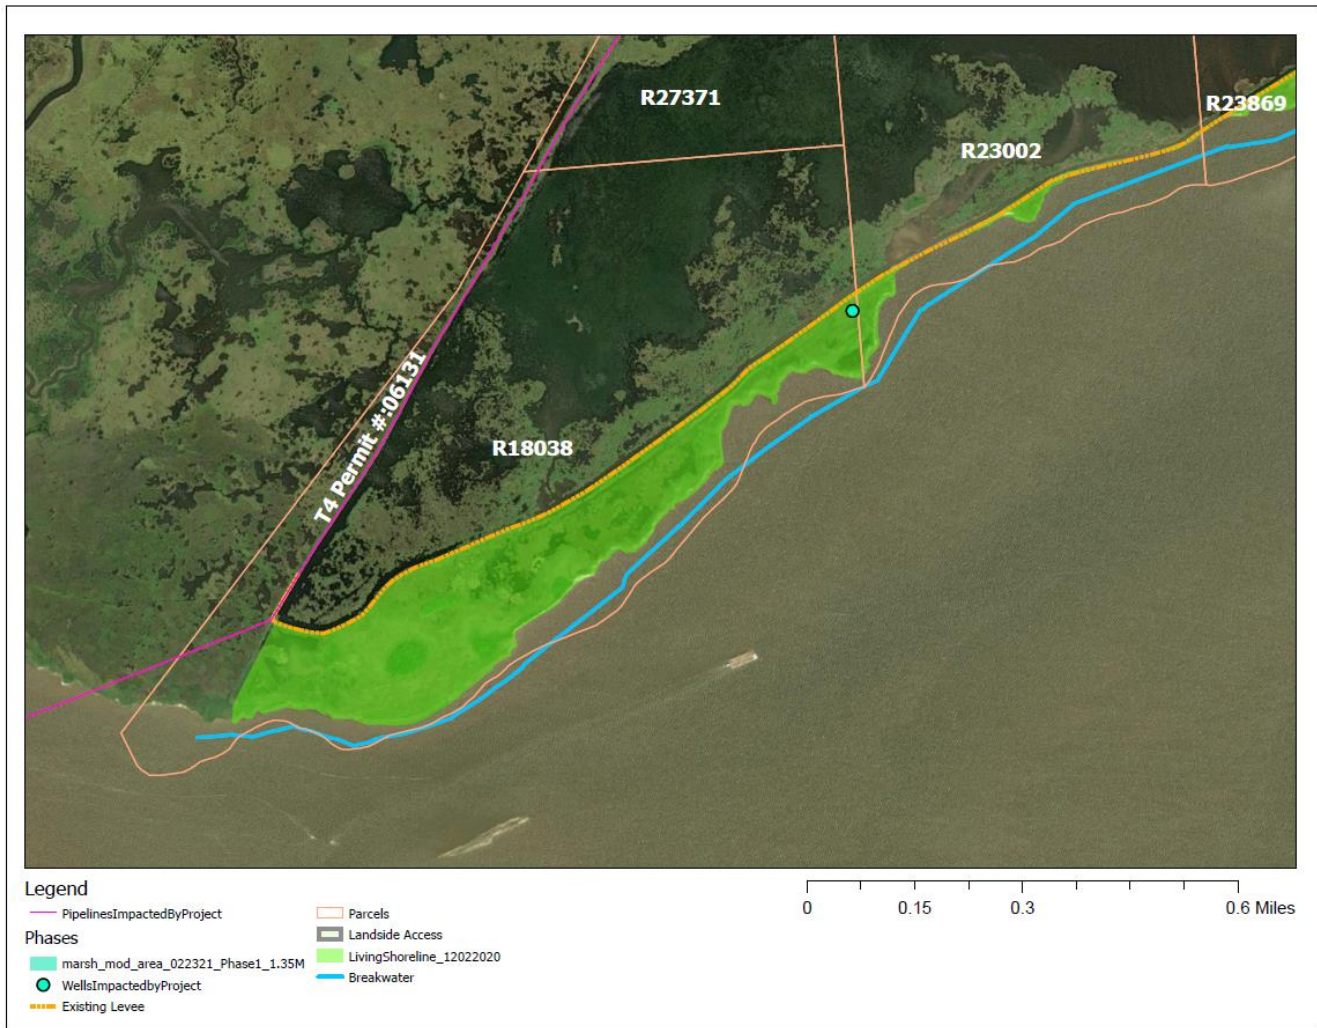 R27371
R23869
R23002
T4 Permit #:06131
R18038
Legend
PipelinesImpactedByProject
Phases
marsh_mod_area_022321_Phase1_1.35M
WellsImpactedbyProject
Existing Levee
Parcels
Landside Access
LivingShoreline_12022020
Breakwater
0 0.15 0.3 0.6 Miles